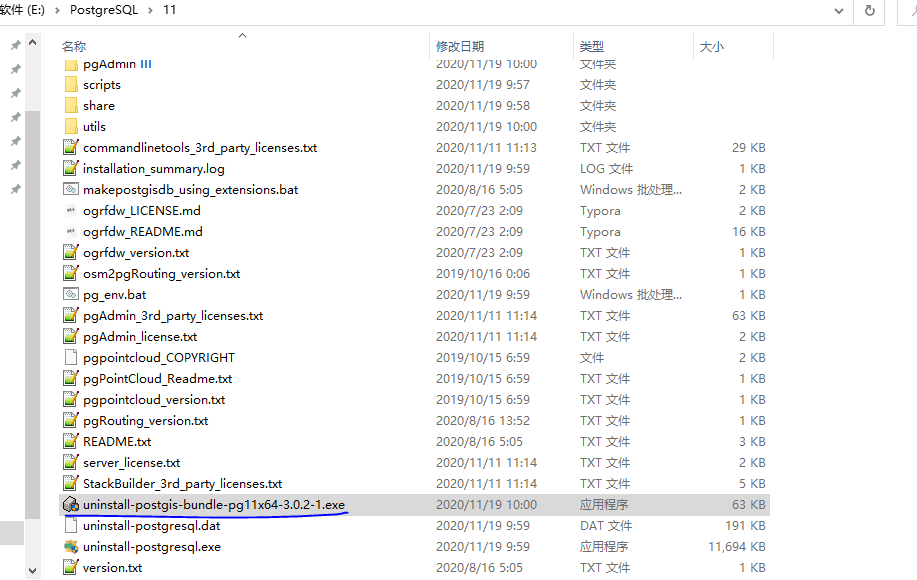 软件 (E:) › PostgreSQL › 11
名称 修改日期 类型 大小
pgAdmin III 2020/11/19 10:00 文件夹
scripts 2020/11/19 9:57 文件夹
share 2020/11/19 9:58 文件夹
utils 2020/11/19 10:00 文件夹
commandlinetools_3rd_party_licenses.txt 2020/11/11 11:13 TXT 文件 29 KB
installation_summary.log 2020/11/19 9:59 LOG 文件 1 KB
makepostgisdb_using_extensions.bat 2020/8/16 5:05 Windows 批处理... 2 KB
ogrfdw_LICENSE.md 2020/7/23 2:09 Typora 2 KB
ogrfdw_README.md 2020/7/23 2:09 Typora 16 KB
ogrfdw_version.txt 2020/7/23 2:09 TXT 文件 1 KB
osm2pgRouting_version.txt 2019/10/16 0:06 TXT 文件 1 KB
pg_env.bat 2020/11/19 9:59 Windows 批处理... 1 KB
pgAdmin_3rd_party_licenses.txt 2020/11/11 11:14 TXT 文件 63 KB
pgAdmin_license.txt 2020/11/11 11:14 TXT 文件 2 KB
pgpointcloud_COPYRIGHT 2019/10/15 6:59 文件 2 KB
pgPointCloud_Readme.txt 2019/10/15 6:59 TXT 文件 1 KB
pgpointcloud_version.txt 2019/10/15 6:59 TXT 文件 1 KB
pgRouting_version.txt 2020/8/16 13:52 TXT 文件 1 KB
README.txt 2020/8/16 5:05 TXT 文件 3 KB
server_license.txt 2020/11/11 11:14 TXT 文件 2 KB
StackBuilder_3rd_party_licenses.txt 2020/11/11 11:14 TXT 文件 5 KB
uninstall-postgis-bundle-pg11x64-3.0.2-1.exe 2020/11/19 10:00 应用程序 63 KB
uninstall-postgresql.dat 2020/11/19 9:59 DAT 文件 191 KB
uninstall-postgresql.exe 2020/11/19 9:59 应用程序 11,694 KB
version.txt 2020/8/16 5:05 TXT 文件 1 KB